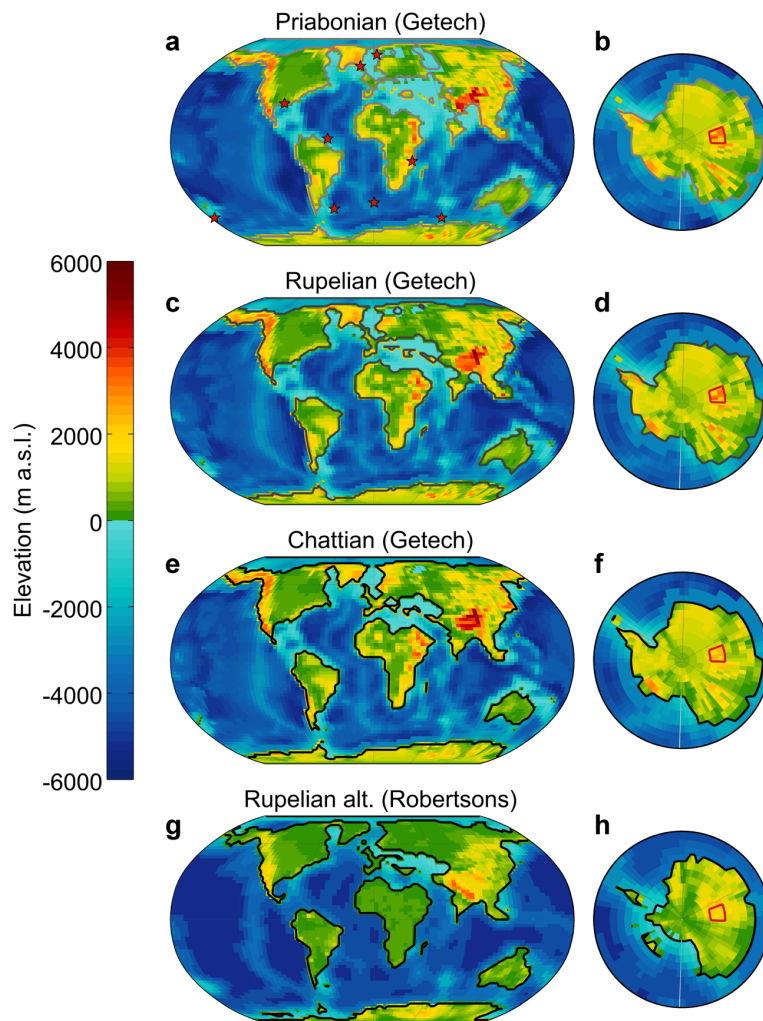 Priabonian (Getech)
a
b
Rupelian (Getech)
c
d
Chattian (Getech)
e
f
Rupelian alt. (Robertsons)
g
h
Elevation (m a.s.l.)
6000
4000
2000
0
-2000
-4000
-6000